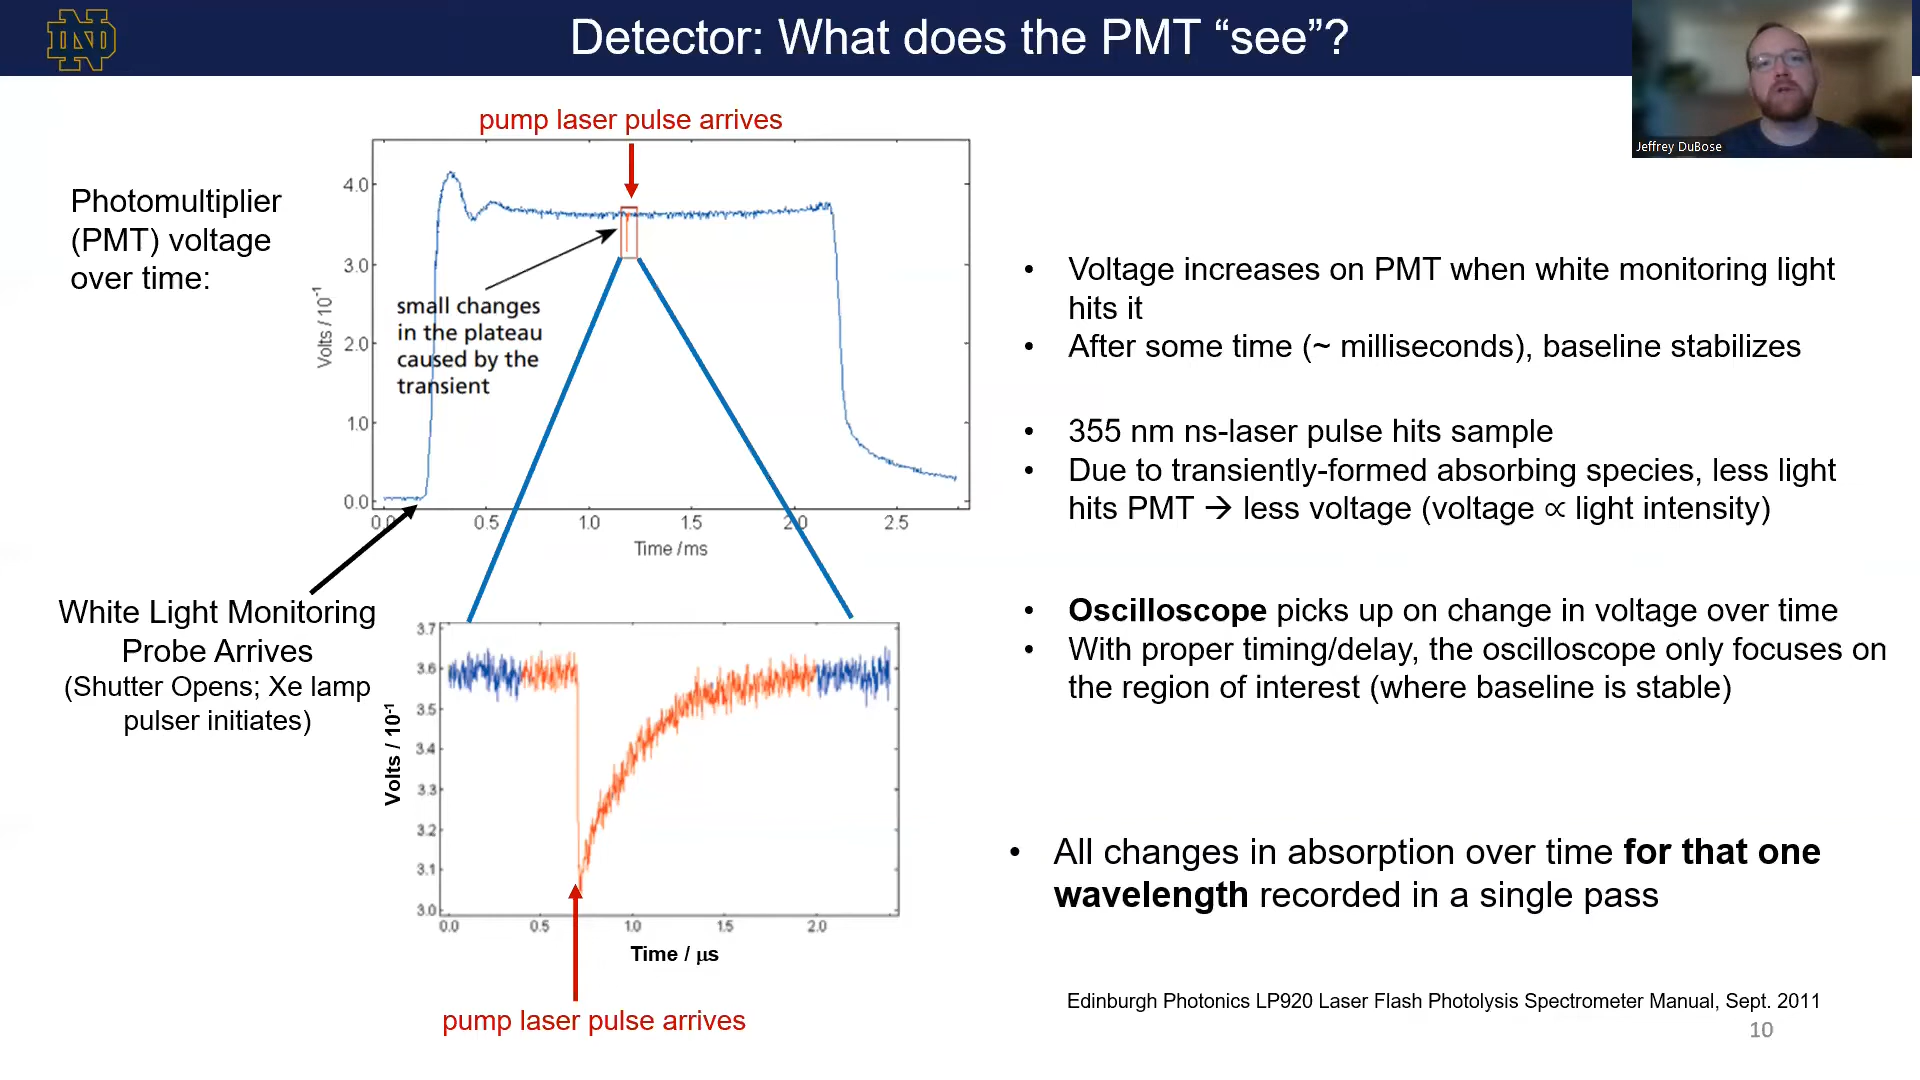 Detector: What does the PMT “see”?
Jeffrey DuBose
pump laser pulse arrives
Photomultiplier
(PMT) voltage
over time:
4.0
3.0
2.0
1.0
0.0
Volts / 10⁻¹
small changes
in the plateau
caused by the
transient
0.0 0.5 1.0 1.5 2.0 2.5
Time /ms
White Light Monitoring
Probe Arrives
(Shutter Opens; Xe lamp
pulser initiates)
3.7
3.6
3.5
3.4
3.3
3.2
3.1
3.0
Volts / 10⁻¹
0.0 0.5 1.0 1.5 2.0
Time / μs
pump laser pulse arrives
• Voltage increases on PMT when white monitoring light
hits it
• After some time (~ milliseconds), baseline stabilizes
• 355 nm ns-laser pulse hits sample
• Due to transiently-formed absorbing species, less light
hits PMT → less voltage (voltage ∝ light intensity)
• Oscilloscope picks up on change in voltage over time
• With proper timing/delay, the oscilloscope only focuses on
the region of interest (where baseline is stable)
• All changes in absorption over time for that one
wavelength recorded in a single pass
Edinburgh Photonics LP920 Laser Flash Photolysis Spectrometer Manual, Sept. 2011
10